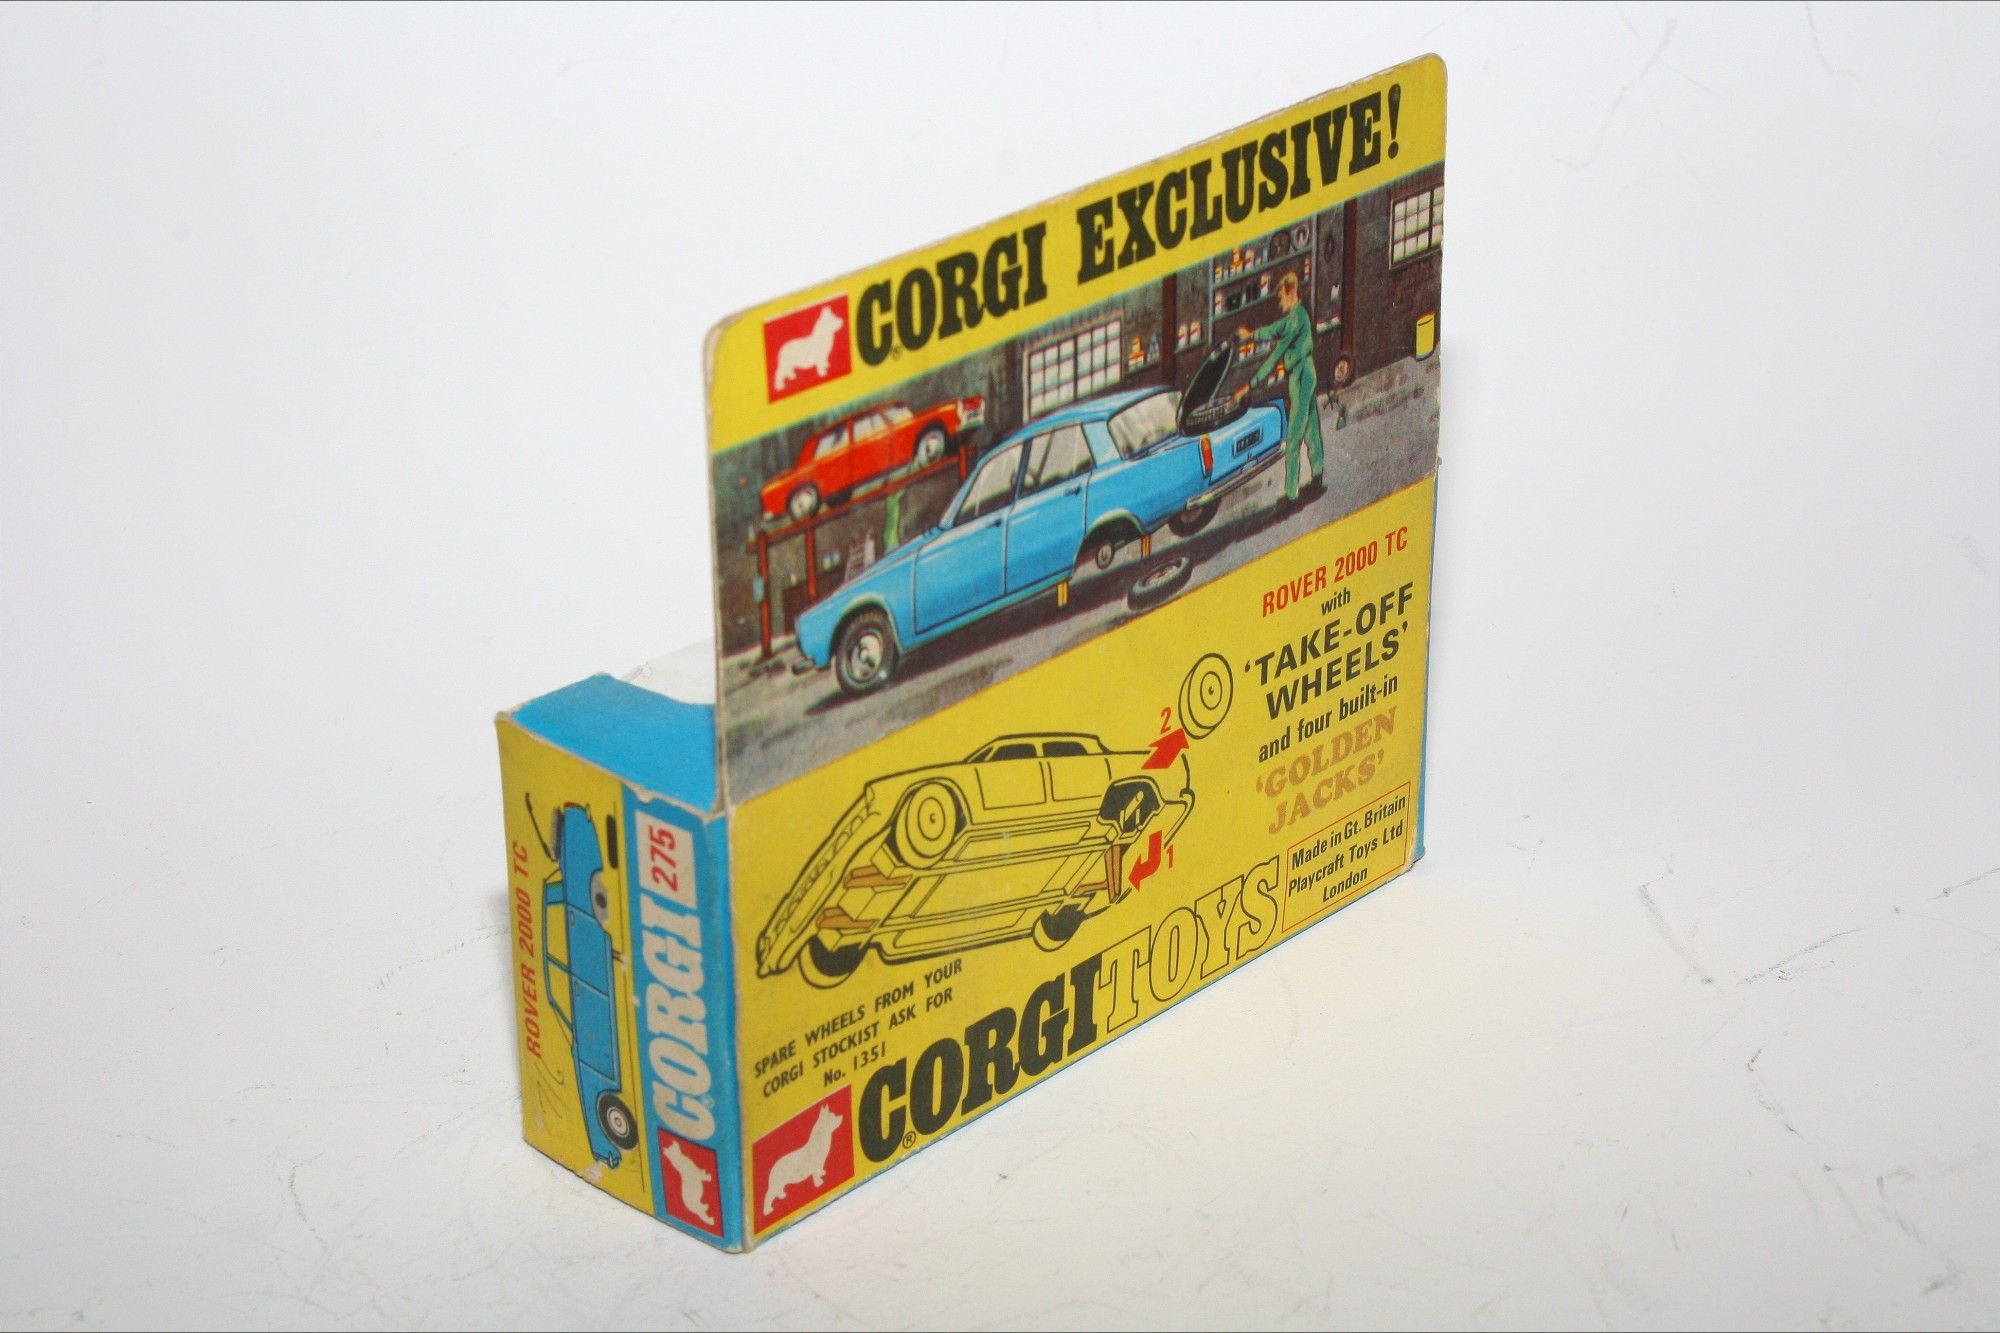 CORGI EXCLUSIVE!
®
ROVER 2000 TC
with
'TAKE-OFF
WHEELS'
and four built-in
'GOLDEN
JACKS'
2
1
Made in Gt. Britain
Playcraft Toys Ltd
London
SPARE WHEELS FROM YOUR
CORGI STOCKIST ASK FOR
No. 1351
CORGI TOYS
®
ROVER 2000 TC
CORGI 275